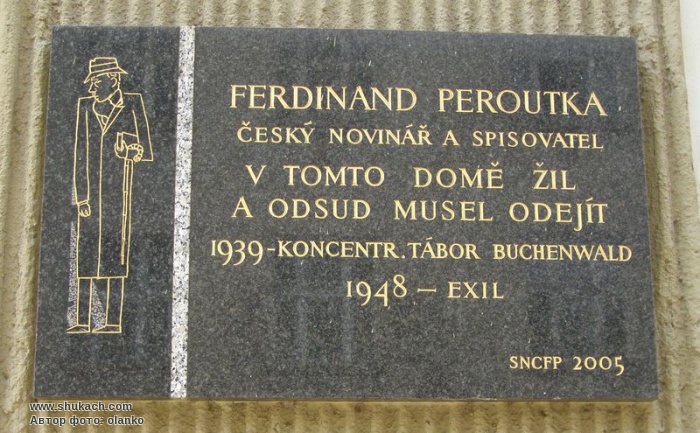 FERDINAND PEROUTKA
ČESKÝ NOVINÁŘ A SPISOVATEL
V TOMTO DOMĚ ŽIL
A ODSUD MUSEL ODEJÍT
1939-KONCENTR. TÁBOR BUCHENWALD
1948 – EXIL
SNCFP 2005
www.shukach.com
Автор фото: olanko